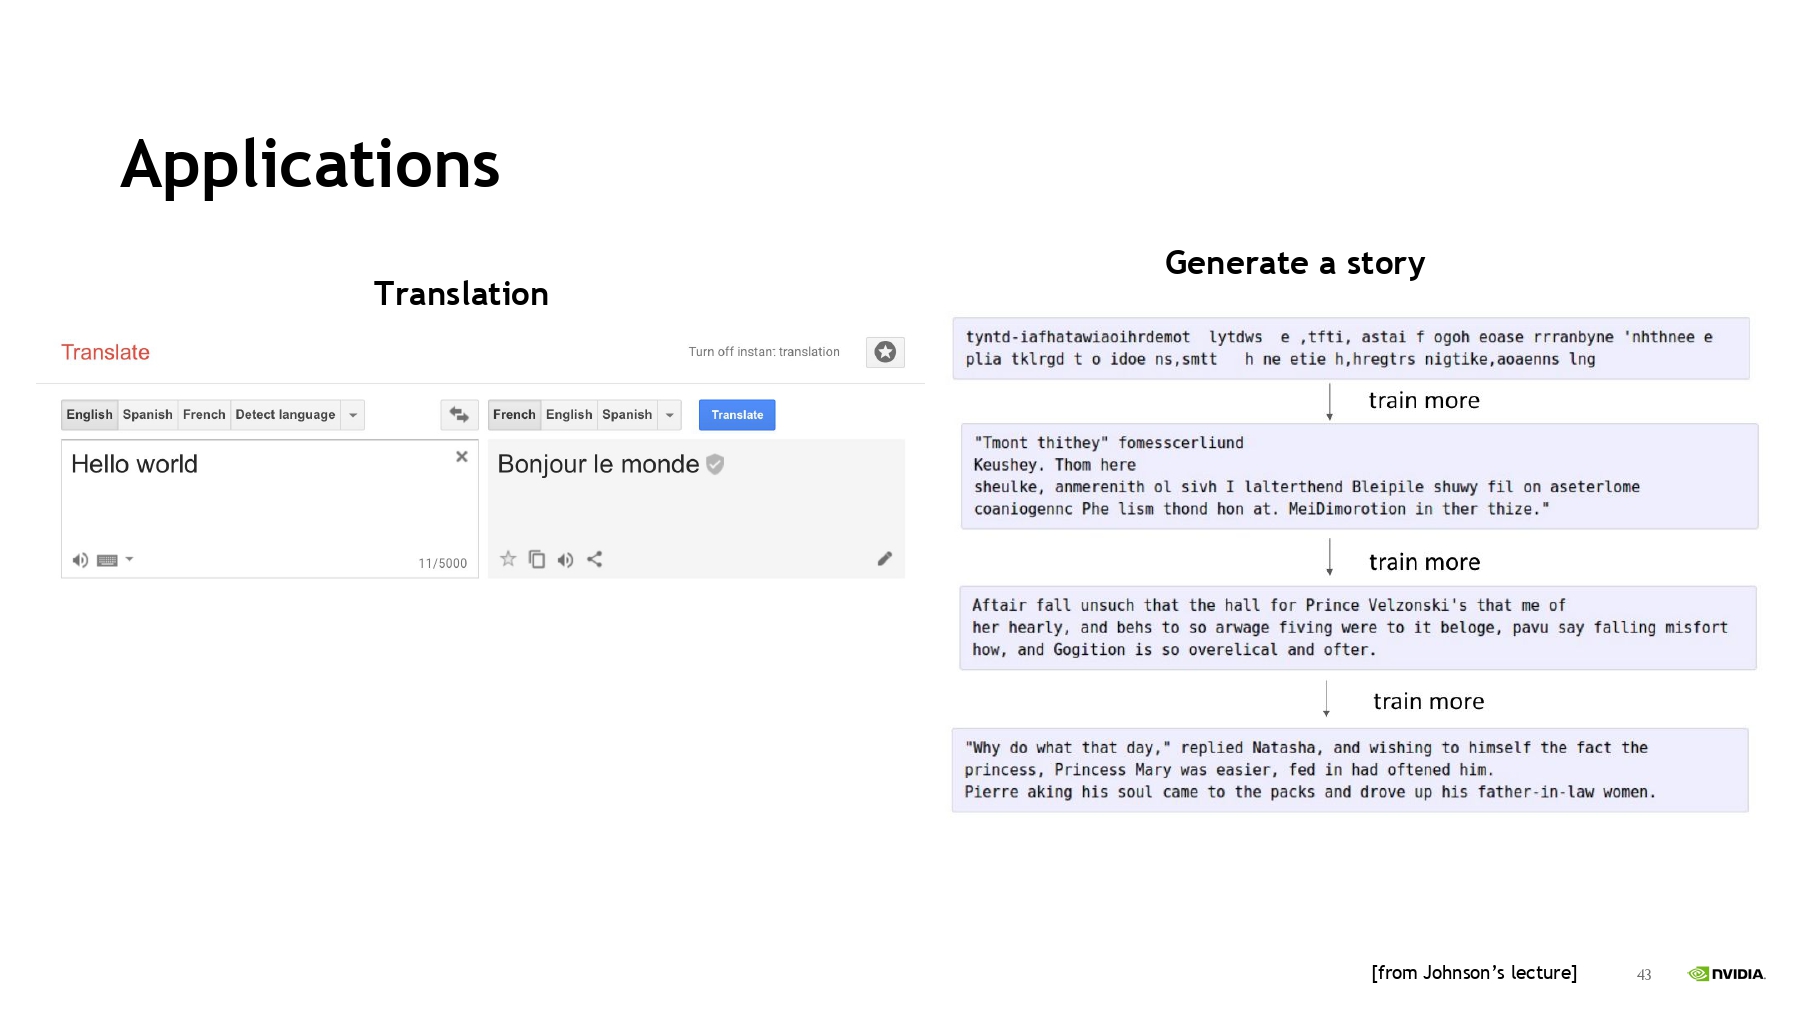 Applications
Translation
Translate
Turn off instant translation
English Spanish French Detect language
French English Spanish Translate
Hello world
Bonjour le monde
11/5000
Generate a story
tyntd-iafhatawiaoihrdemot lytdws e ,tfti, astai f ogoh eoase rrranbyne 'nhthnee e
plia tklrgd t o idoe ns,smtt h ne etie h,hregtrs nigtike,aoaenns lng
train more
"Tmont thithey" fomesscerliund
Keushey. Thom here
sheulke, anmerenith ol sivh I lalterthend Bleipile shuwy fil on aseterlome
coaniogennc Phe lism thond hon at. MeiDimorotion in ther thize."
train more
Aftair fall unsuch that the hall for Prince Velzonski's that me of
her hearly, and behs to so arwage fiving were to it beloge, pavu say falling misfort
how, and Gogition is so overelical and ofter.
train more
"Why do what that day," replied Natasha, and wishing to himself the fact the
princess, Princess Mary was easier, fed in had oftened him.
Pierre aking his soul came to the packs and drove up his father-in-law women.
[from Johnson's lecture]
43
NVIDIA.